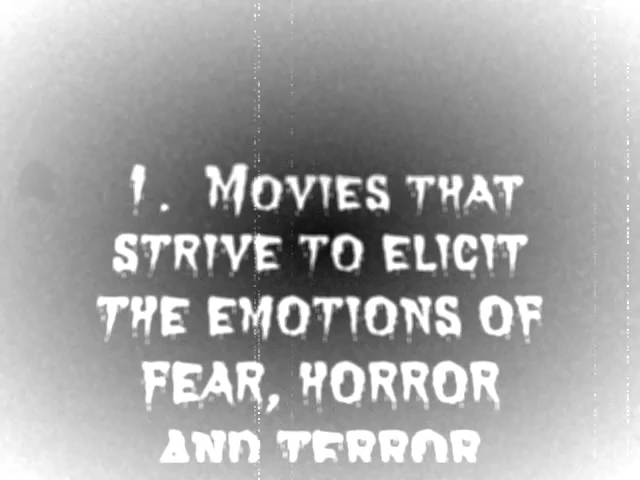 1. Movies that
strive to elicit
the emotions of
fear, horror
and terror